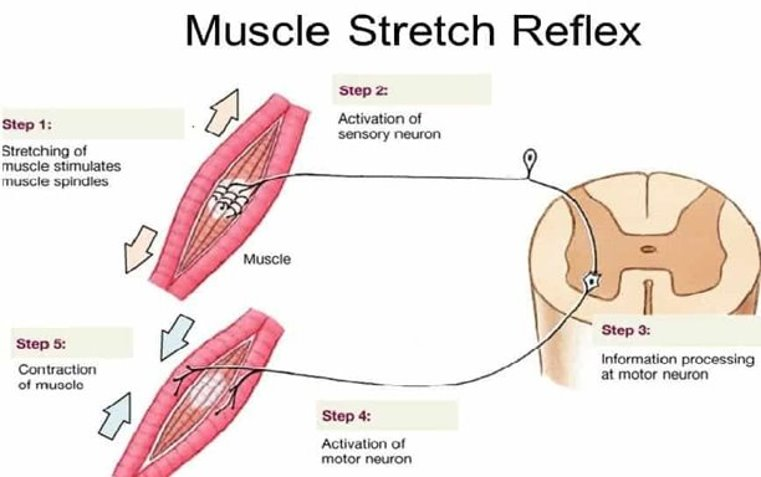 Muscle Stretch Reflex
Step 1:
Stretching of
muscle stimulates
muscle spindles
Step 2:
Activation of
sensory neuron
Muscle
Step 3:
Information processing
at motor neuron
Step 4:
Activation of
motor neuron
Step 5:
Contraction
of muscle